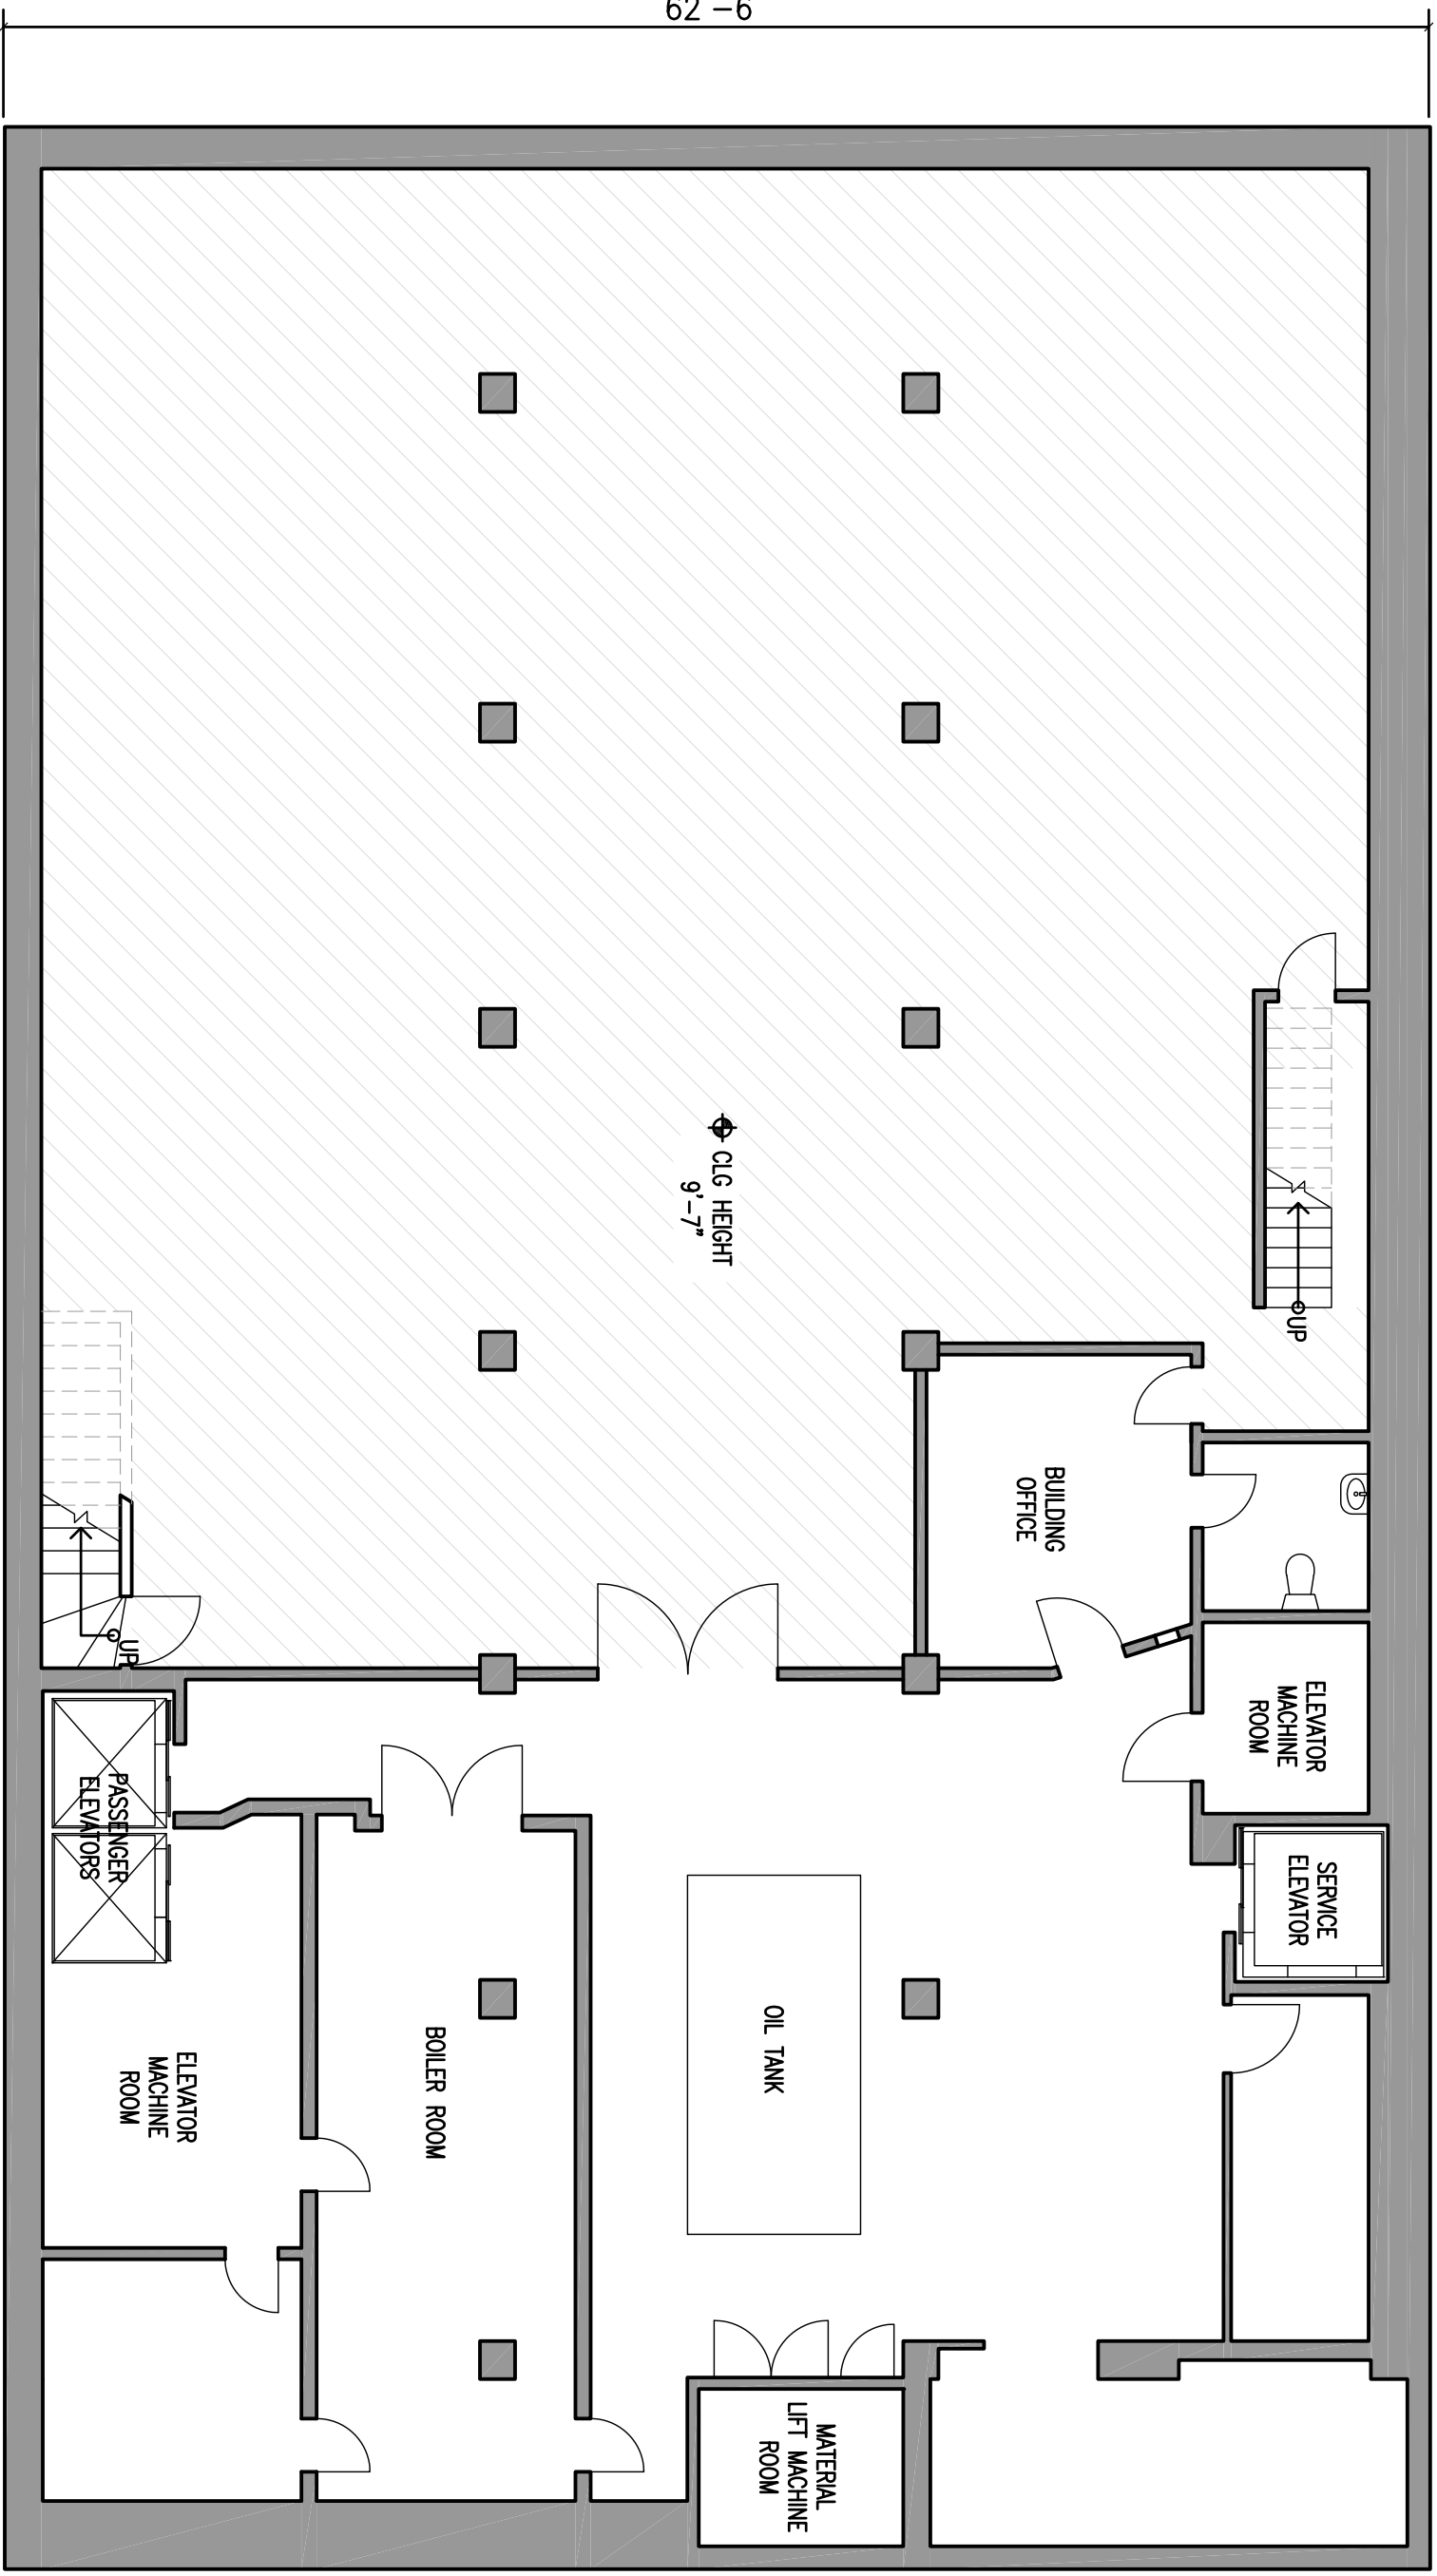 62'-6
UP
CLG HEIGHT
9'-7"
BUILDING
OFFICE
UP
ELEVATOR
MACHINE
ROOM
PASSENGER
ELEVATORS
SERVICE
ELEVATOR
OIL TANK
BOILER ROOM
ELEVATOR
MACHINE
ROOM
MATERIAL
LIFT MACHINE
ROOM